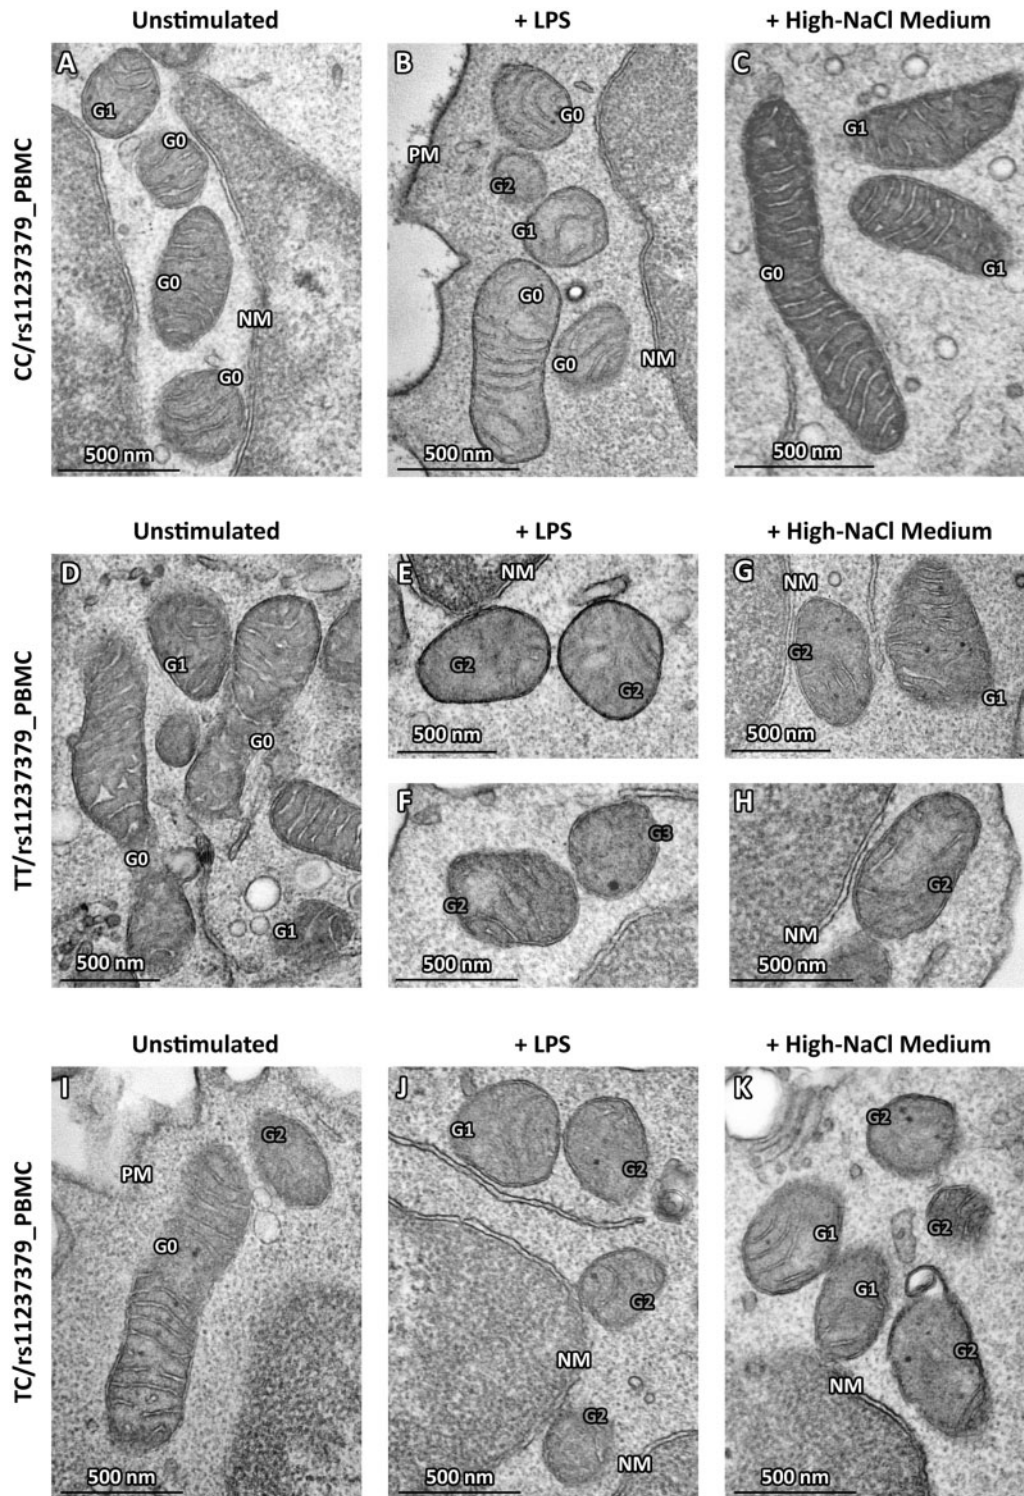 Unstimulated
+ LPS
+ High-NaCl Medium
CC/rs11237379_PBMC
A
G1
G0
G0
NM
G0
500 nm
B
G0
PM
G2
G1
G0
G0
NM
500 nm
C
G1
G0
G1
500 nm
Unstimulated
+ LPS
+ High-NaCl Medium
TT/rs11237379_PBMC
D
G1
G0
G0
G1
500 nm
E
NM
G2
G2
500 nm
F
G3
G2
500 nm
G
NM
G2
G1
500 nm
H
G2
NM
500 nm
Unstimulated
+ LPS
+ High-NaCl Medium
TC/rs11237379_PBMC
I
G2
PM
G0
500 nm
J
G1
G2
G2
NM
G2
NM
500 nm
K
G2
G2
G1
G1
G2
NM
500 nm